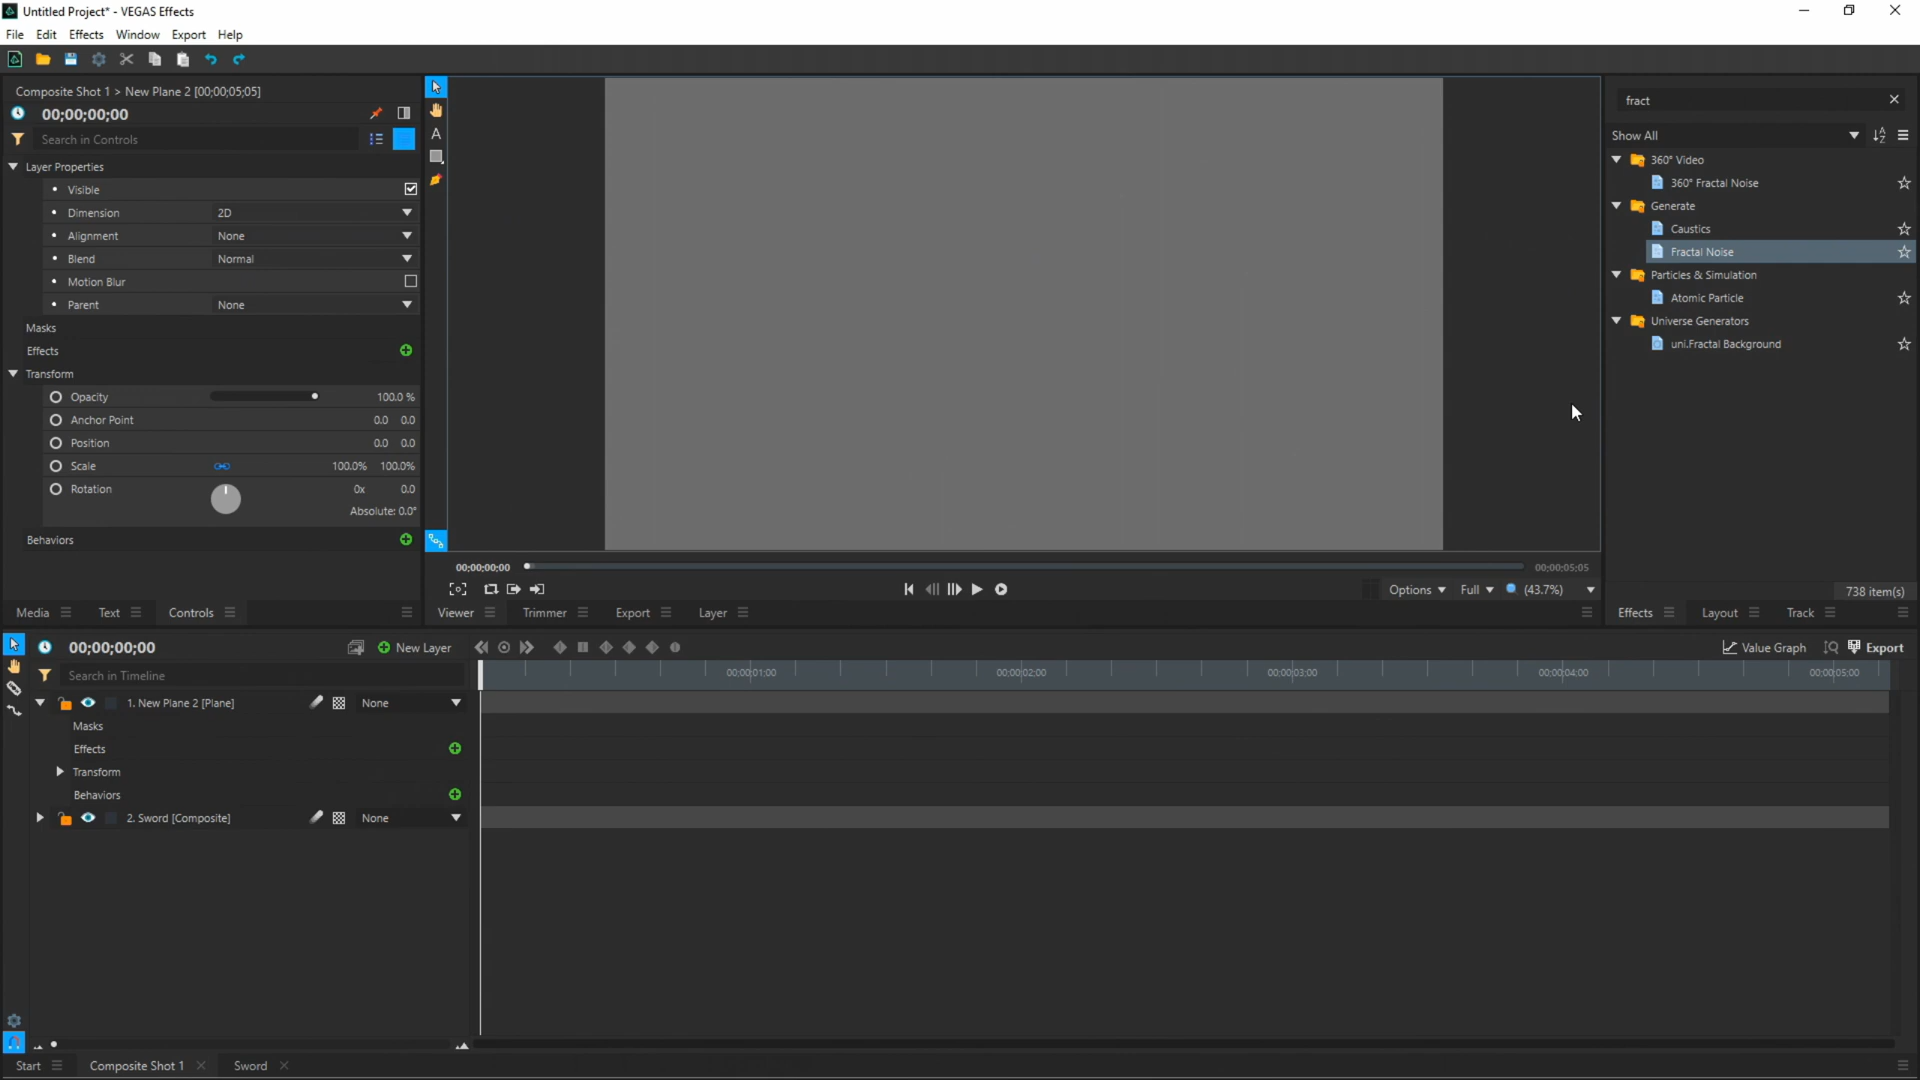 Untitled Project* - VEGAS Effects
File Edit Effects Window Export Help
Composite Shot 1 > New Plane 2 [00;00;05;05]
00;00;00;00
Search in Controls
Layer Properties
Visible
Dimension 2D
Alignment None
Blend Normal
Motion Blur
Parent None
Masks
Effects
Transform
Opacity 100.0 %
Anchor Point 0.0 0.0
Position 0.0 0.0
Scale 100.0% 100.0%
Rotation 0x 0.0
Absolute: 0.0°
Behaviors
Media Text Controls
A
00;00;00;00 00;00;05;05
Options Full (43.7%)
Viewer Trimmer Export Layer
fract
Show All
360° Video
360° Fractal Noise
Generate
Caustics
Fractal Noise
Particles & Simulation
Atomic Particle
Universe Generators
uni.Fractal Background
738 item(s)
Effects Layout Track
00;00;00;00 New Layer Value Graph Export
Search in Timeline
00;00;01;00 00;00;02;00 00;00;03;00 00;00;04;00 00;00;05;00
1. New Plane 2 [Plane] None
Masks
Effects
Transform
Behaviors
2. Sword [Composite] None
Start Composite Shot 1 Sword